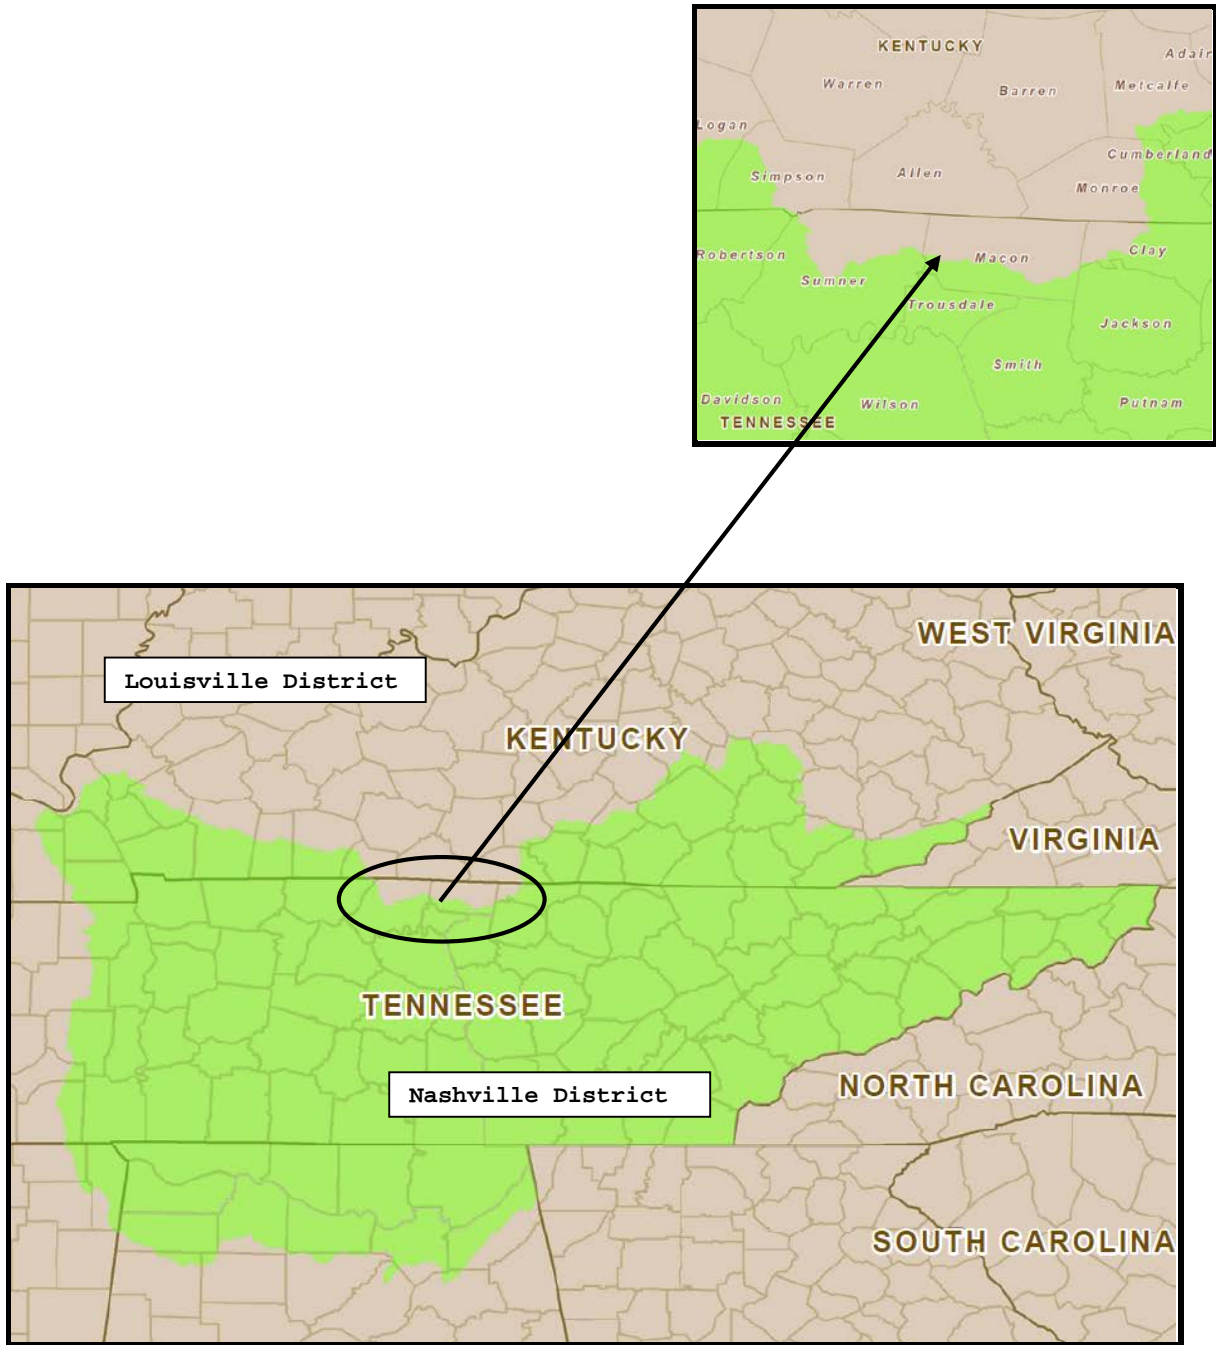 KENTUCKY
Adair
Warren
Barren
Metcalfe
Logan
Cumberland
Simpson
Allen
Monroe
Robertson
Macon
Clay
Sumner
Trousdale
Jackson
Smith
Davidson
Wilson
Putnam
TENNESSEE
WEST VIRGINIA
Louisville District
KENTUCKY
VIRGINIA
TENNESSEE
Nashville District
NORTH CAROLINA
SOUTH CAROLINA